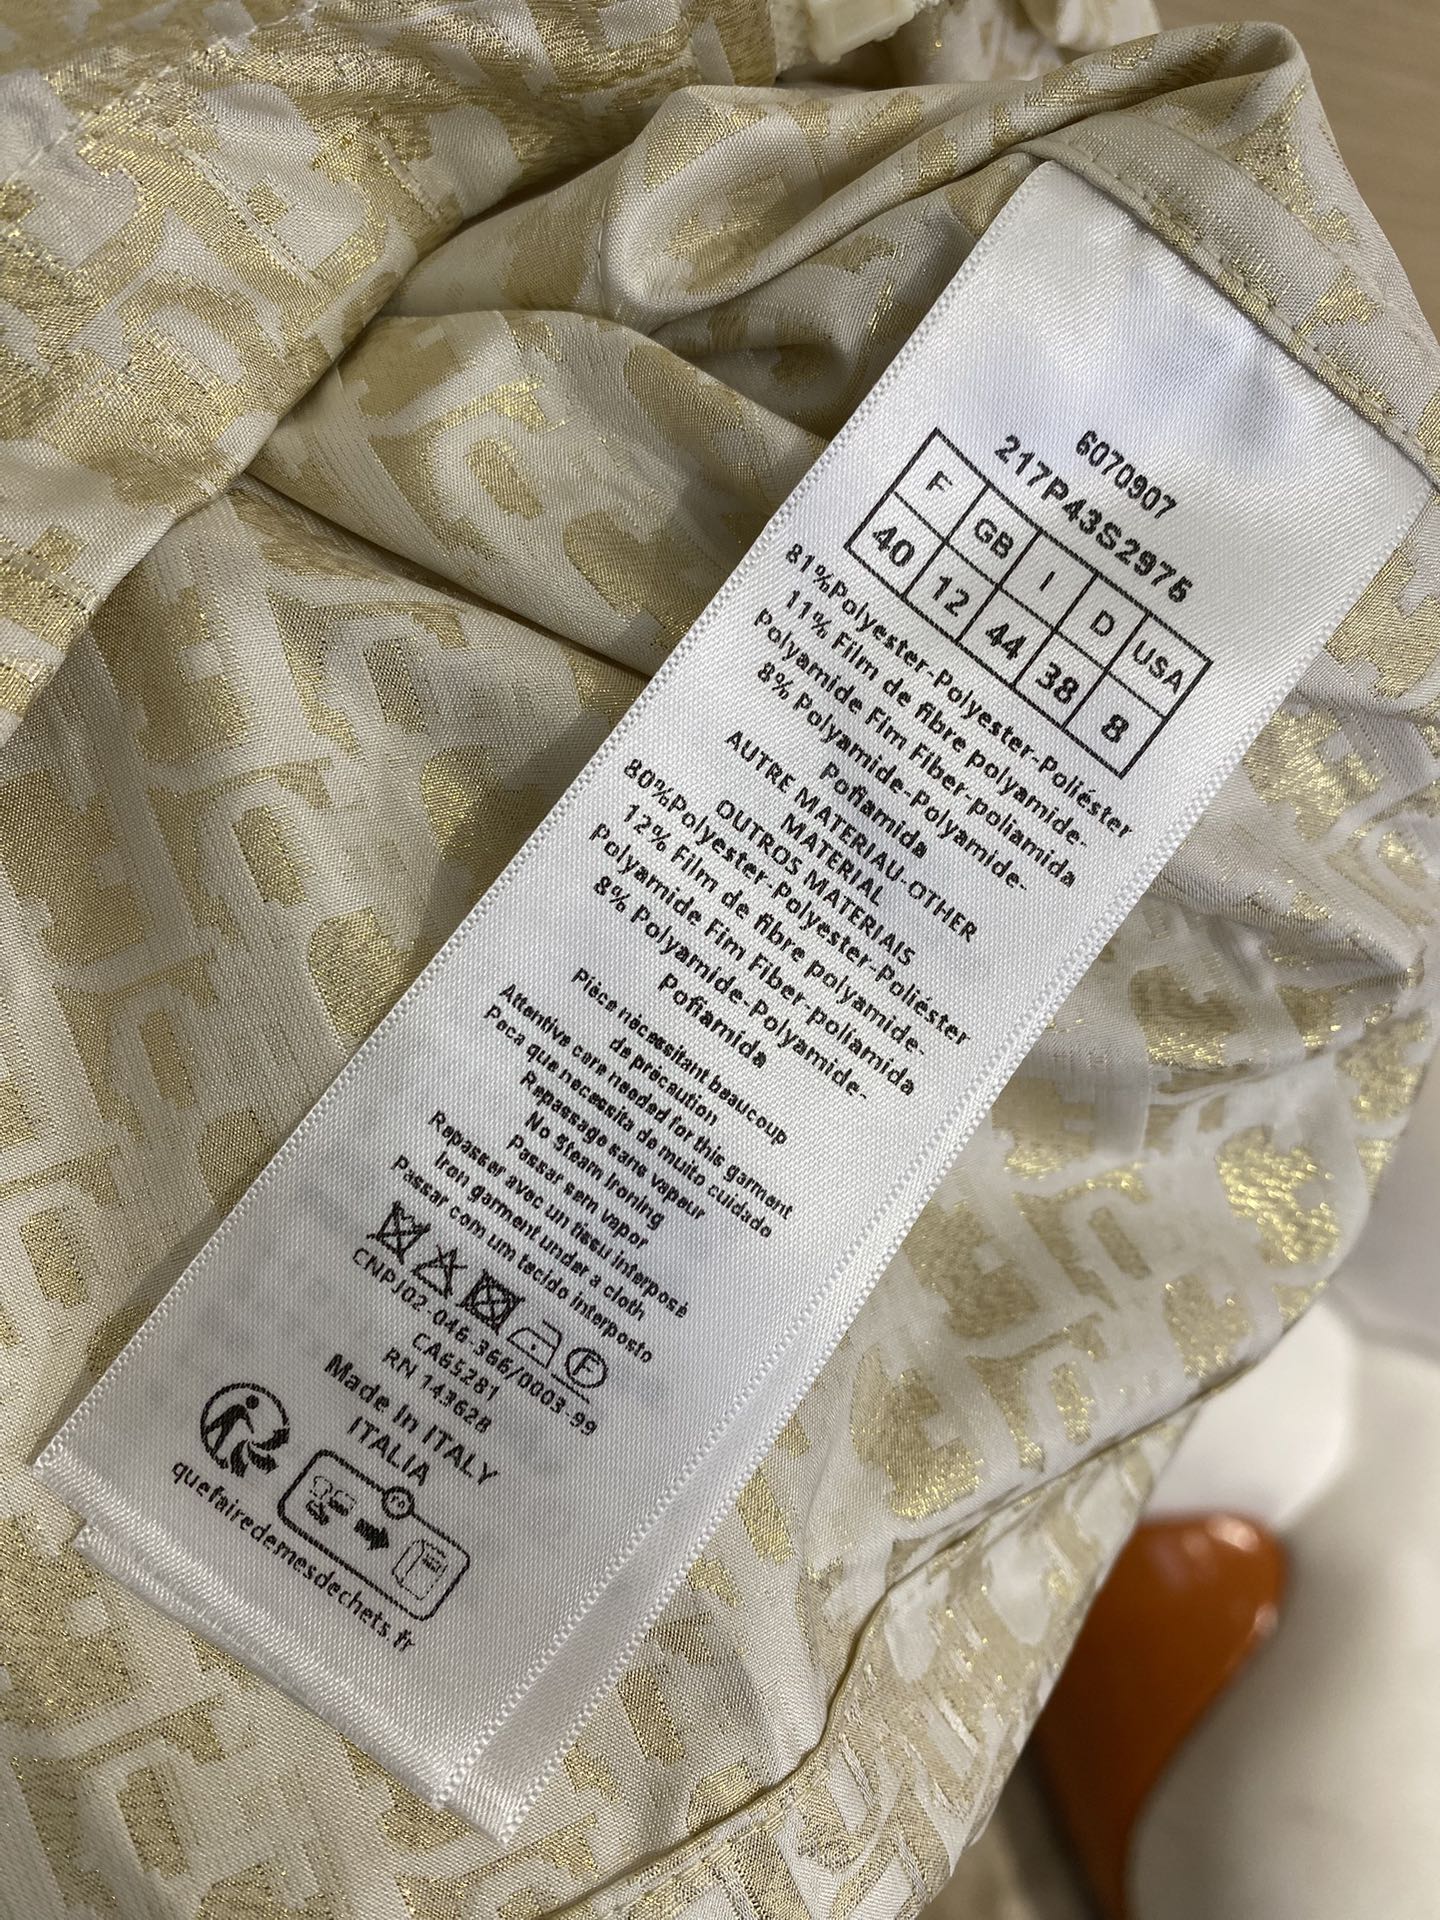 6070907
217P43S2975
F GB I D USA
40 12 44 38 8
81%Polyester-Polyester-Poliéster
11% Film de fibre polyamide-
Polyamide Fim Fiber-poliamida
8% Polyamide-Polyamide-
Pofiamida
AUTRE MATERIAU-OTHER
MATERIAL
OUTROS MATERIAIS
80%Polyester-Polyester-Poliéster
12% Film de fibre polyamide-
Polyamide Fim Fiber-poliamida
8% Polyamide-Polyamide-
Pofiamida
Pièce nécessitant beaucoup
de précaution
Attentive care needed for this garment
Peca que necessita de muito cuidado
Repassage sans vapeur
No steam ironing
Passar sem vapor
Repasser avec un tissu interposé
Iron garment under a cloth
Passar com um tecido interposto
F
CNPJ02-046-366/0003-99
CA65281
RN 143628
Made In ITALY
ITALIA
FR
quefairedemesdechets.fr